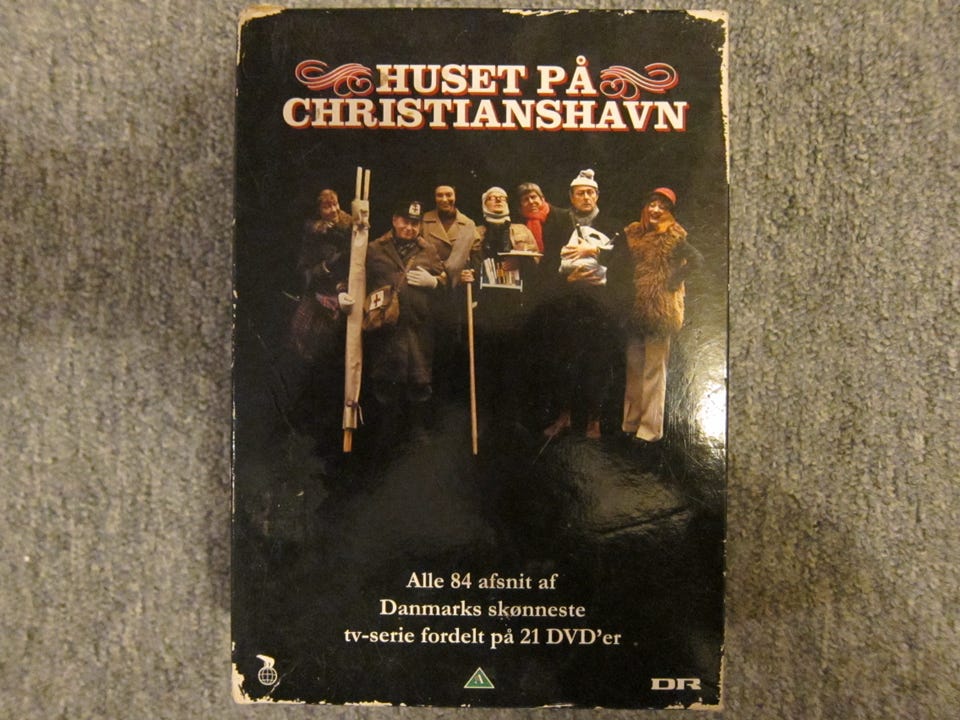 HUSET PÅ
CHRISTIANSHAVN
Alle 84 afsnit af
Danmarks skønneste
tv-serie fordelt på 21 DVD’er
A
DR